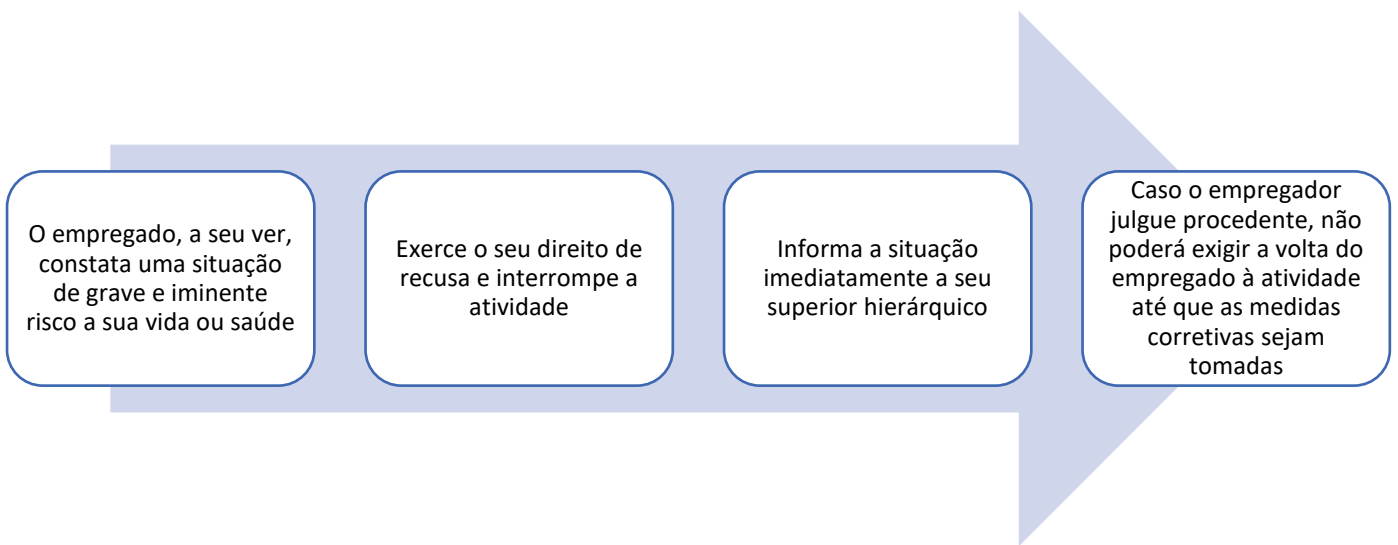 O empregado, a seu ver,
constata uma situação
de grave e iminente
risco a sua vida ou saúde
Exerce o seu direito de
recusa e interrompe a
atividade
Informa a situação
imediatamente a seu
superior hierárquico
Caso o empregador
julgue procedente, não
poderá exigir a volta do
empregado à atividade
até que as medidas
corretivas sejam
tomadas